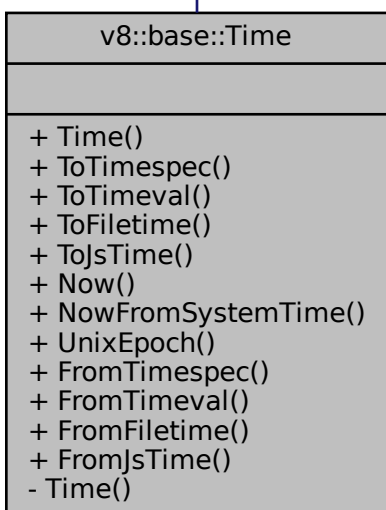 v8::base::Time
+ Time()
+ ToTimespec()
+ ToTimeval()
+ ToFiletime()
+ ToJsTime()
+ Now()
+ NowFromSystemTime()
+ UnixEpoch()
+ FromTimespec()
+ FromTimeval()
+ FromFiletime()
+ FromJsTime()
- Time()